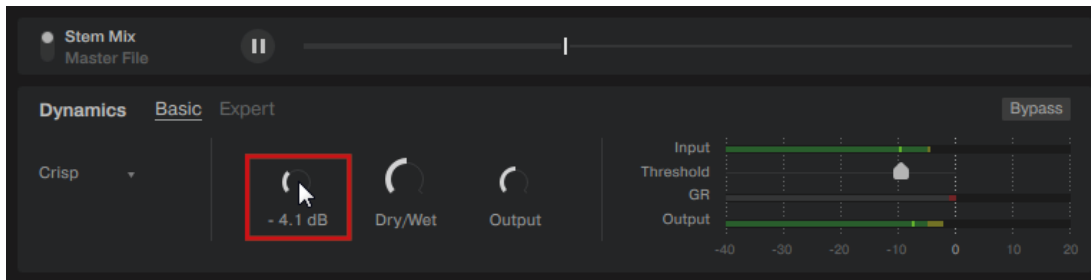 Stem Mix
Master File
Dynamics Basic Expert Bypass
Crisp
- 4.1 dB Dry/Wet Output
Input
Threshold
GR
Output
-40 -30 -20 -10 0 10 20